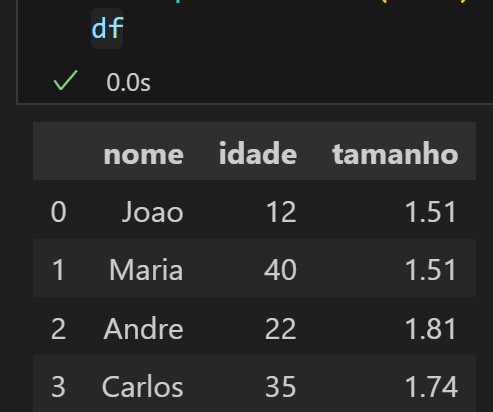 df
0.0s
nome idade tamanho
0 Joao 12 1.51
1 Maria 40 1.51
2 Andre 22 1.81
3 Carlos 35 1.74